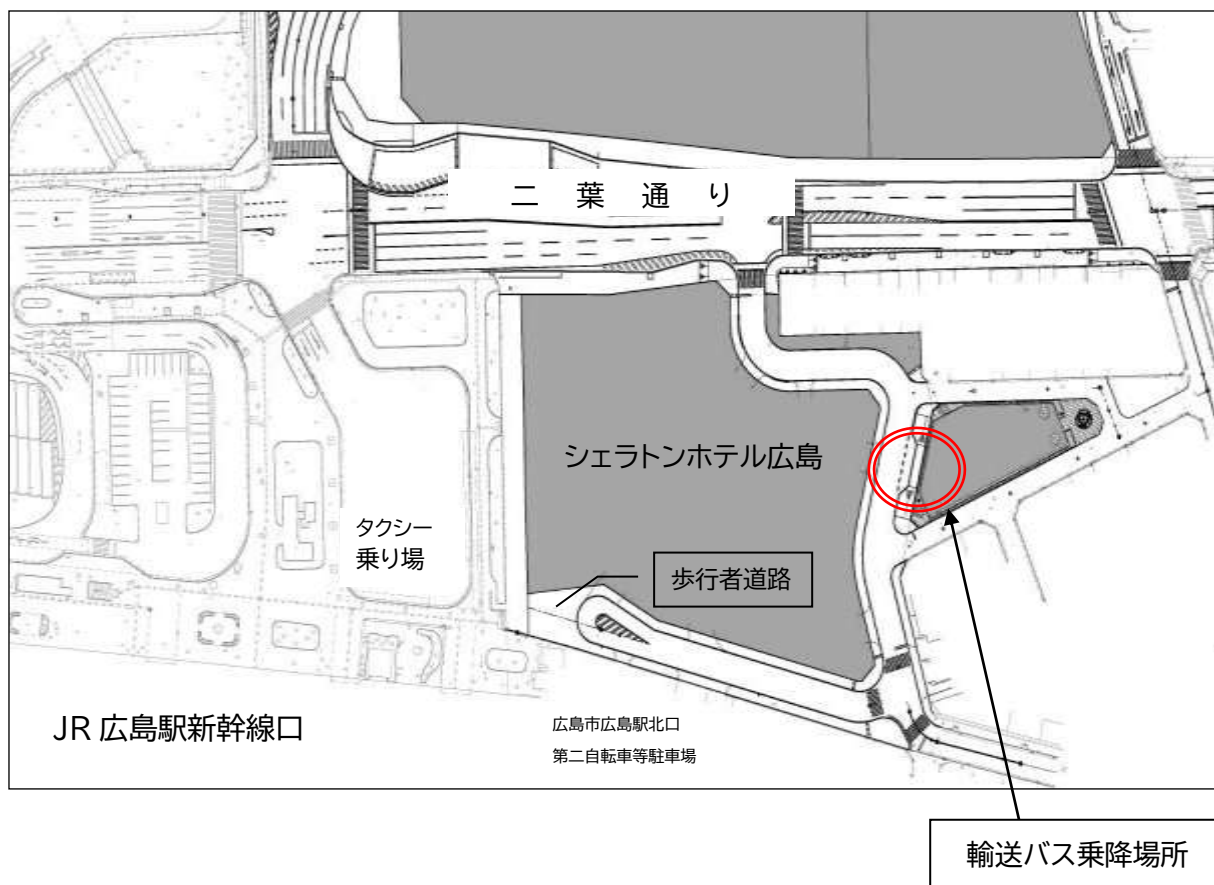 二葉通り
シェラトンホテル広島
タクシー
乗り場
歩行者道路
JR 広島駅新幹線口
広島市広島駅北口
第二自転車等駐車場
輸送バス乗降場所